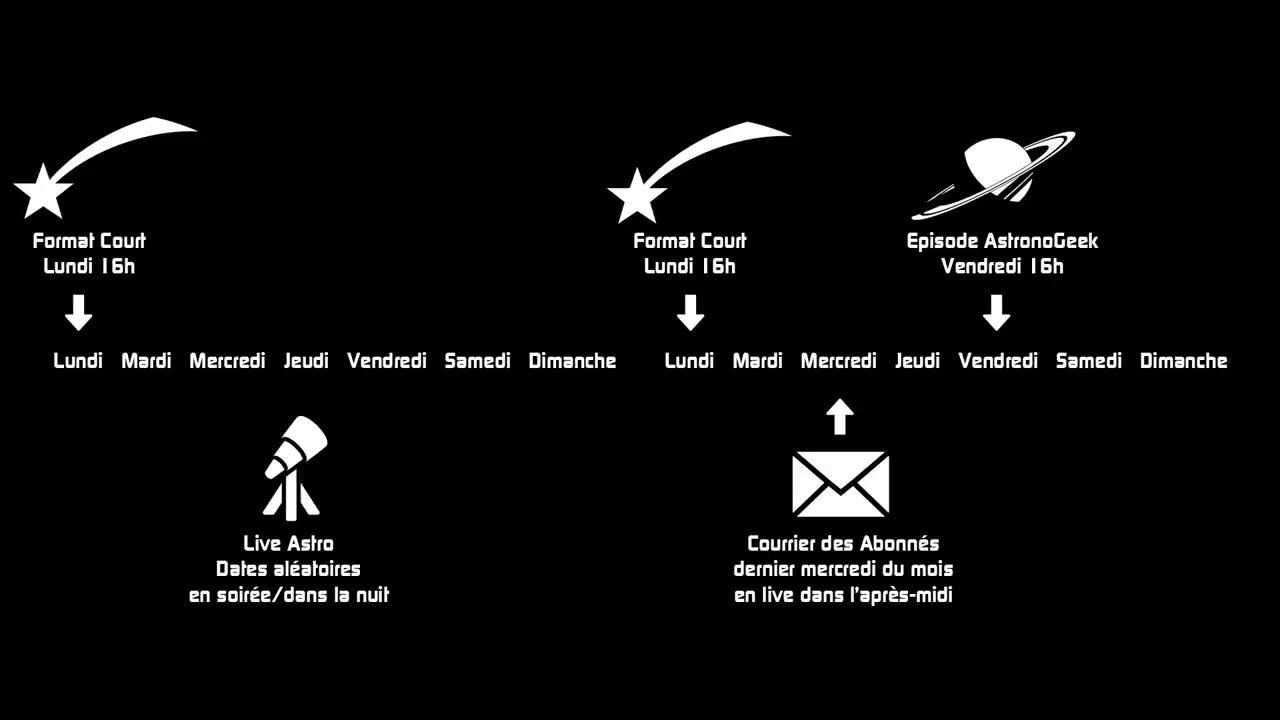 Format Court
Lundi 16h
Format Court
Lundi 16h
Episode AstronoGeek
Vendredi 16h
Lundi Mardi Mercredi Jeudi Vendredi Samedi Dimanche
Lundi Mardi Mercredi Jeudi Vendredi Samedi Dimanche
Live Astro
Dates aléatoires
en soirée/dans la nuit
Courrier des Abonnés
dernier mercredi du mois
en live dans l'après-midi